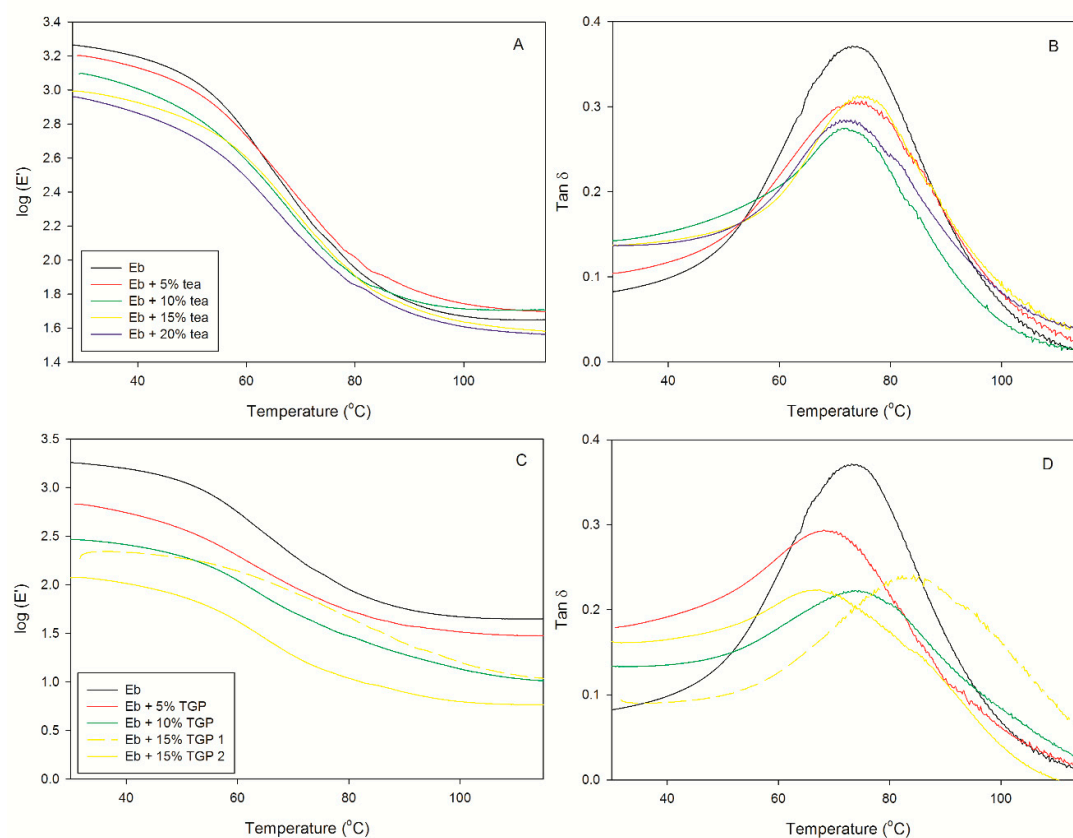 A
3.4
3.2
3.0
2.8
2.6
2.4
2.2
2.0
1.8
1.6
1.4
log (E')
Eb
Eb + 5% tea
Eb + 10% tea
Eb + 15% tea
Eb + 20% tea
40 60 80 100
Temperature (°C)
B
0.4
0.3
0.2
0.1
0.0
Tan δ
40 60 80 100
Temperature (°C)
C
3.5
3.0
2.5
2.0
1.5
1.0
0.5
0.0
log (E')
Eb
Eb + 5% TGP
Eb + 10% TGP
Eb + 15% TGP 1
Eb + 15% TGP 2
40 60 80 100
Temperature (°C)
D
0.4
0.3
0.2
0.1
0.0
Tan δ
40 60 80 100
Temperature (°C)